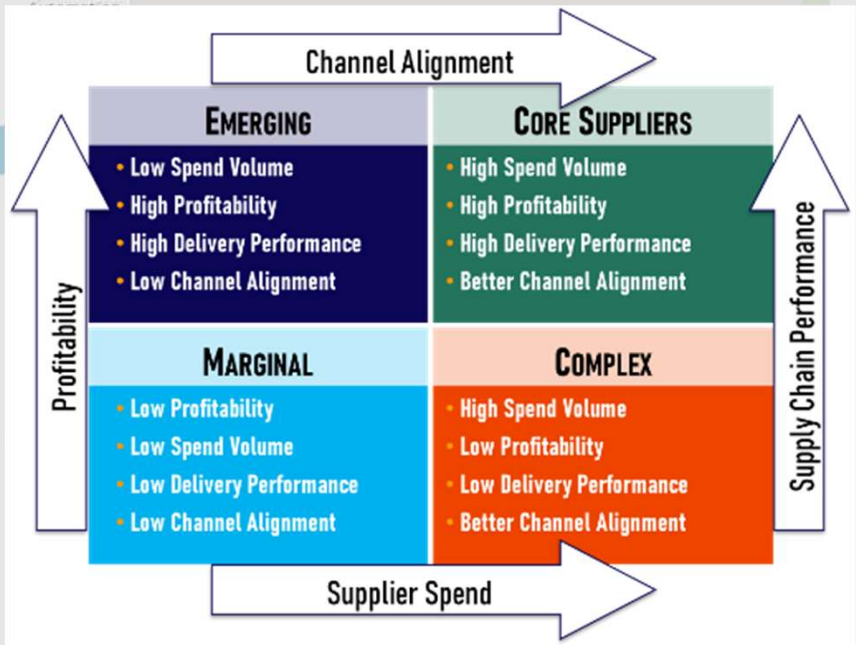 Channel Alignment
EMERGING
• Low Spend Volume
• High Profitability
• High Delivery Performance
• Low Channel Alignment
CORE SUPPLIERS
• High Spend Volume
• High Profitability
• High Delivery Performance
• Better Channel Alignment
Profitability
Supply Chain Performance
MARGINAL
• Low Profitability
• Low Spend Volume
• Low Delivery Performance
• Low Channel Alignment
COMPLEX
• High Spend Volume
• Low Profitability
• Low Delivery Performance
• Better Channel Alignment
Supplier Spend